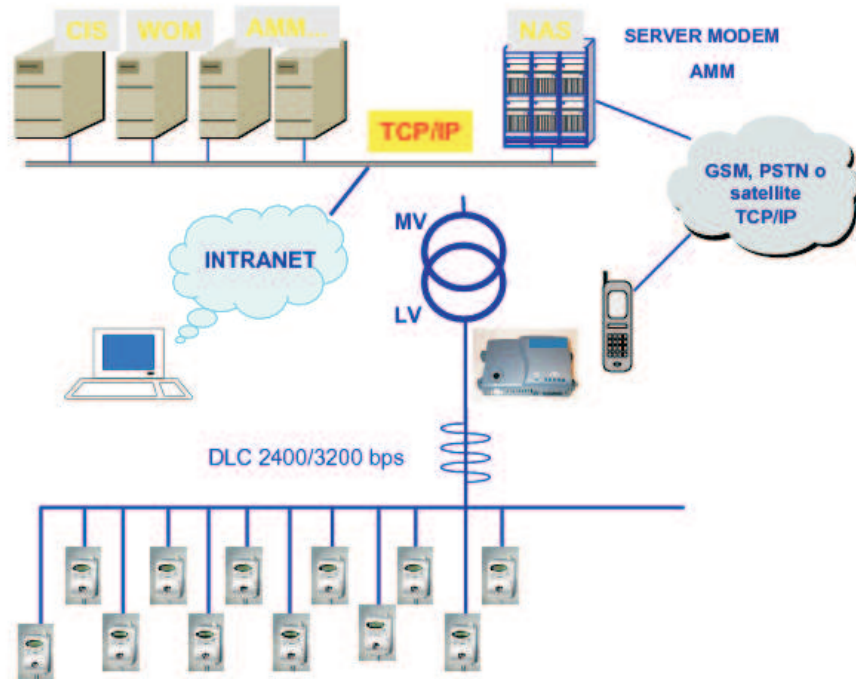 CIS WOM AMM... NAS
SERVER MODEM
AMM
TCP/IP
GSM, PSTN o
satellite
TCP/IP
MV
INTRANET
LV
DLC 2400/3200 bps